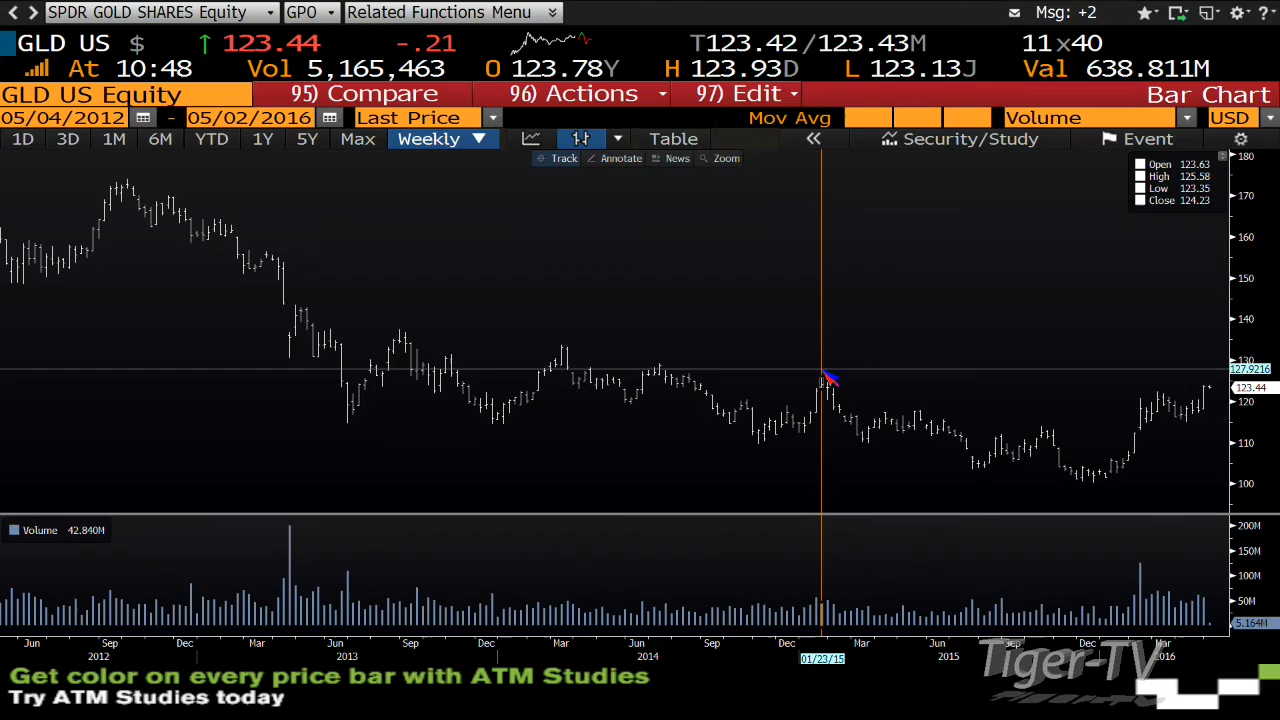 SPDR GOLD SHARES Equity GPO Related Functions Menu Msg: +2
GLD US $ ↑ 123.44 -.21 T123.42/123.43M 11x40
At 10:48 Vol 5,165,463 O 123.78Y H 123.93D L 123.13J Val 638.811M
GLD US Equity 95) Compare 96) Actions 97) Edit Bar Chart
05/04/2012 - 05/02/2016 Last Price Mov Avg Volume USD
1D 3D 1M 6M YTD 1Y 5Y Max Weekly Table « Security/Study Event
Track Annotate News Zoom
Open 123.63
High 125.58
Low 123.35
Close 124.23
180
170
160
150
140
130
127.9216
123.44
120
110
100
Volume 42.840M
200M
150M
100M
50M
5.164M
Jun Sep Dec Mar Jun Sep Dec Mar Jun Sep Dec Mar Jun Sep Dec Mar
2012 2013 2014 01/23/15 2015 2016
Tiger-TV
Get color on every price bar with ATM Studies
Try ATM Studies today